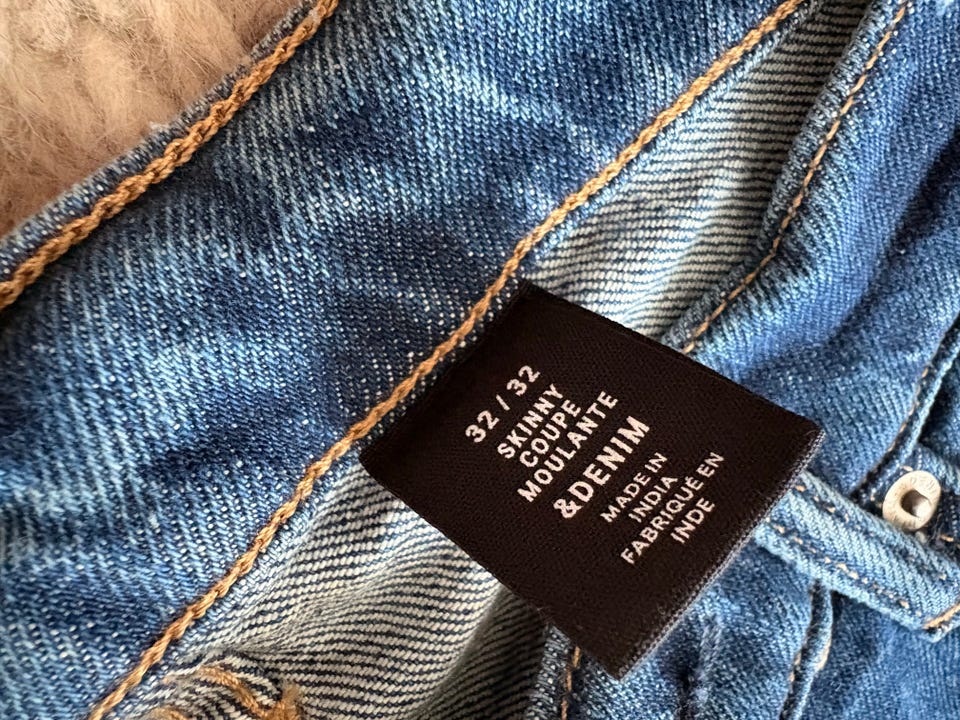 32 / 32
SKINNY
COUPE
MOULANTE
&DENIM
MADE IN
INDIA
FABRIQUÉ EN
INDE